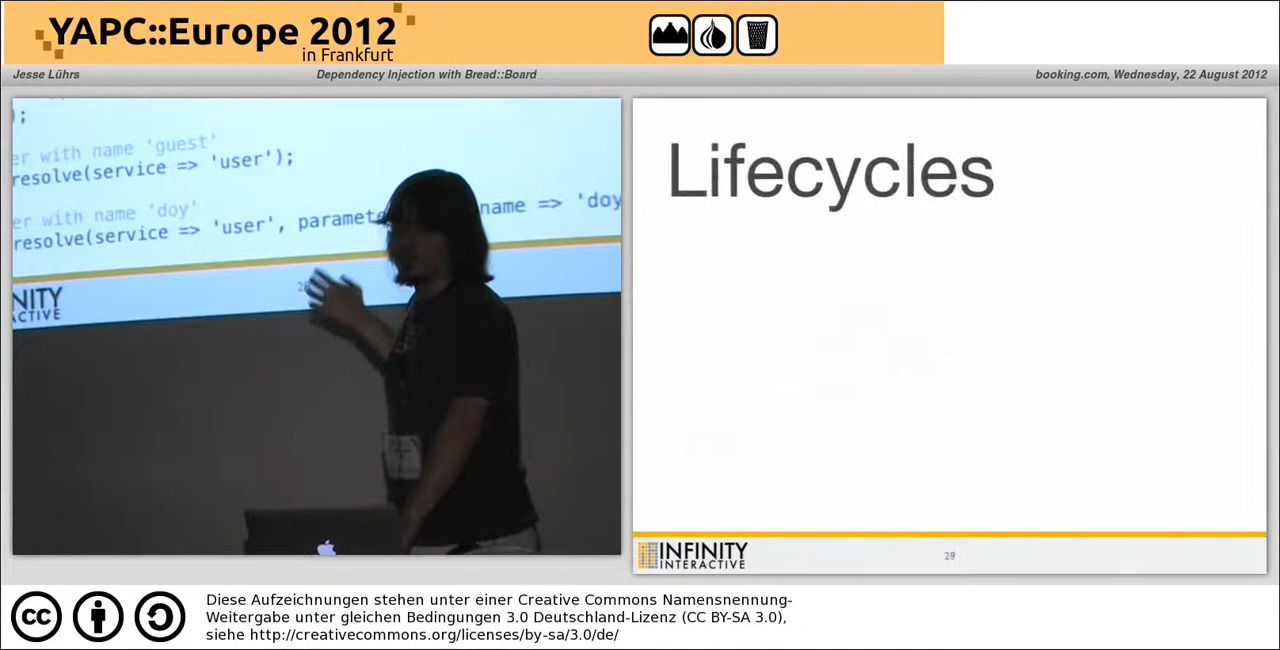 YAPC::Europe 2012
in Frankfurt
Jesse Lührs
Dependency Injection with Bread::Board
booking.com, Wednesday, 22 August 2012
);
er with name 'guest'
resolve(service => 'user');
er with name 'doy'
resolve(service => 'user', paramete name => 'doy
NITY
ACTIVE
Lifecycles
INFINITY
INTERACTIVE
29
cc
Diese Aufzeichnungen stehen unter einer Creative Commons Namensnennung-
Weitergabe unter gleichen Bedingungen 3.0 Deutschland-Lizenz (CC BY-SA 3.0),
siehe http://creativecommons.org/licenses/by-sa/3.0/de/